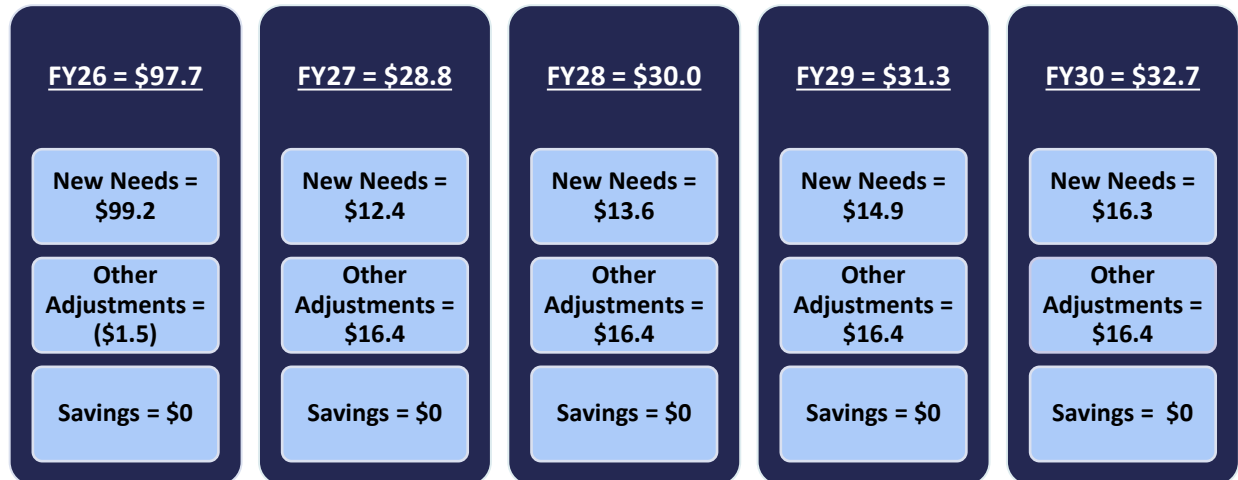 FY26 = $97.7
New Needs =
$99.2
Other
Adjustments =
($1.5)
Savings = $0
FY27 = $28.8
New Needs =
$12.4
Other
Adjustments =
$16.4
Savings = $0
FY28 = $30.0
New Needs =
$13.6
Other
Adjustments =
$16.4
Savings = $0
FY29 = $31.3
New Needs =
$14.9
Other
Adjustments =
$16.4
Savings = $0
FY30 = $32.7
New Needs =
$16.3
Other
Adjustments =
$16.4
Savings =  $0